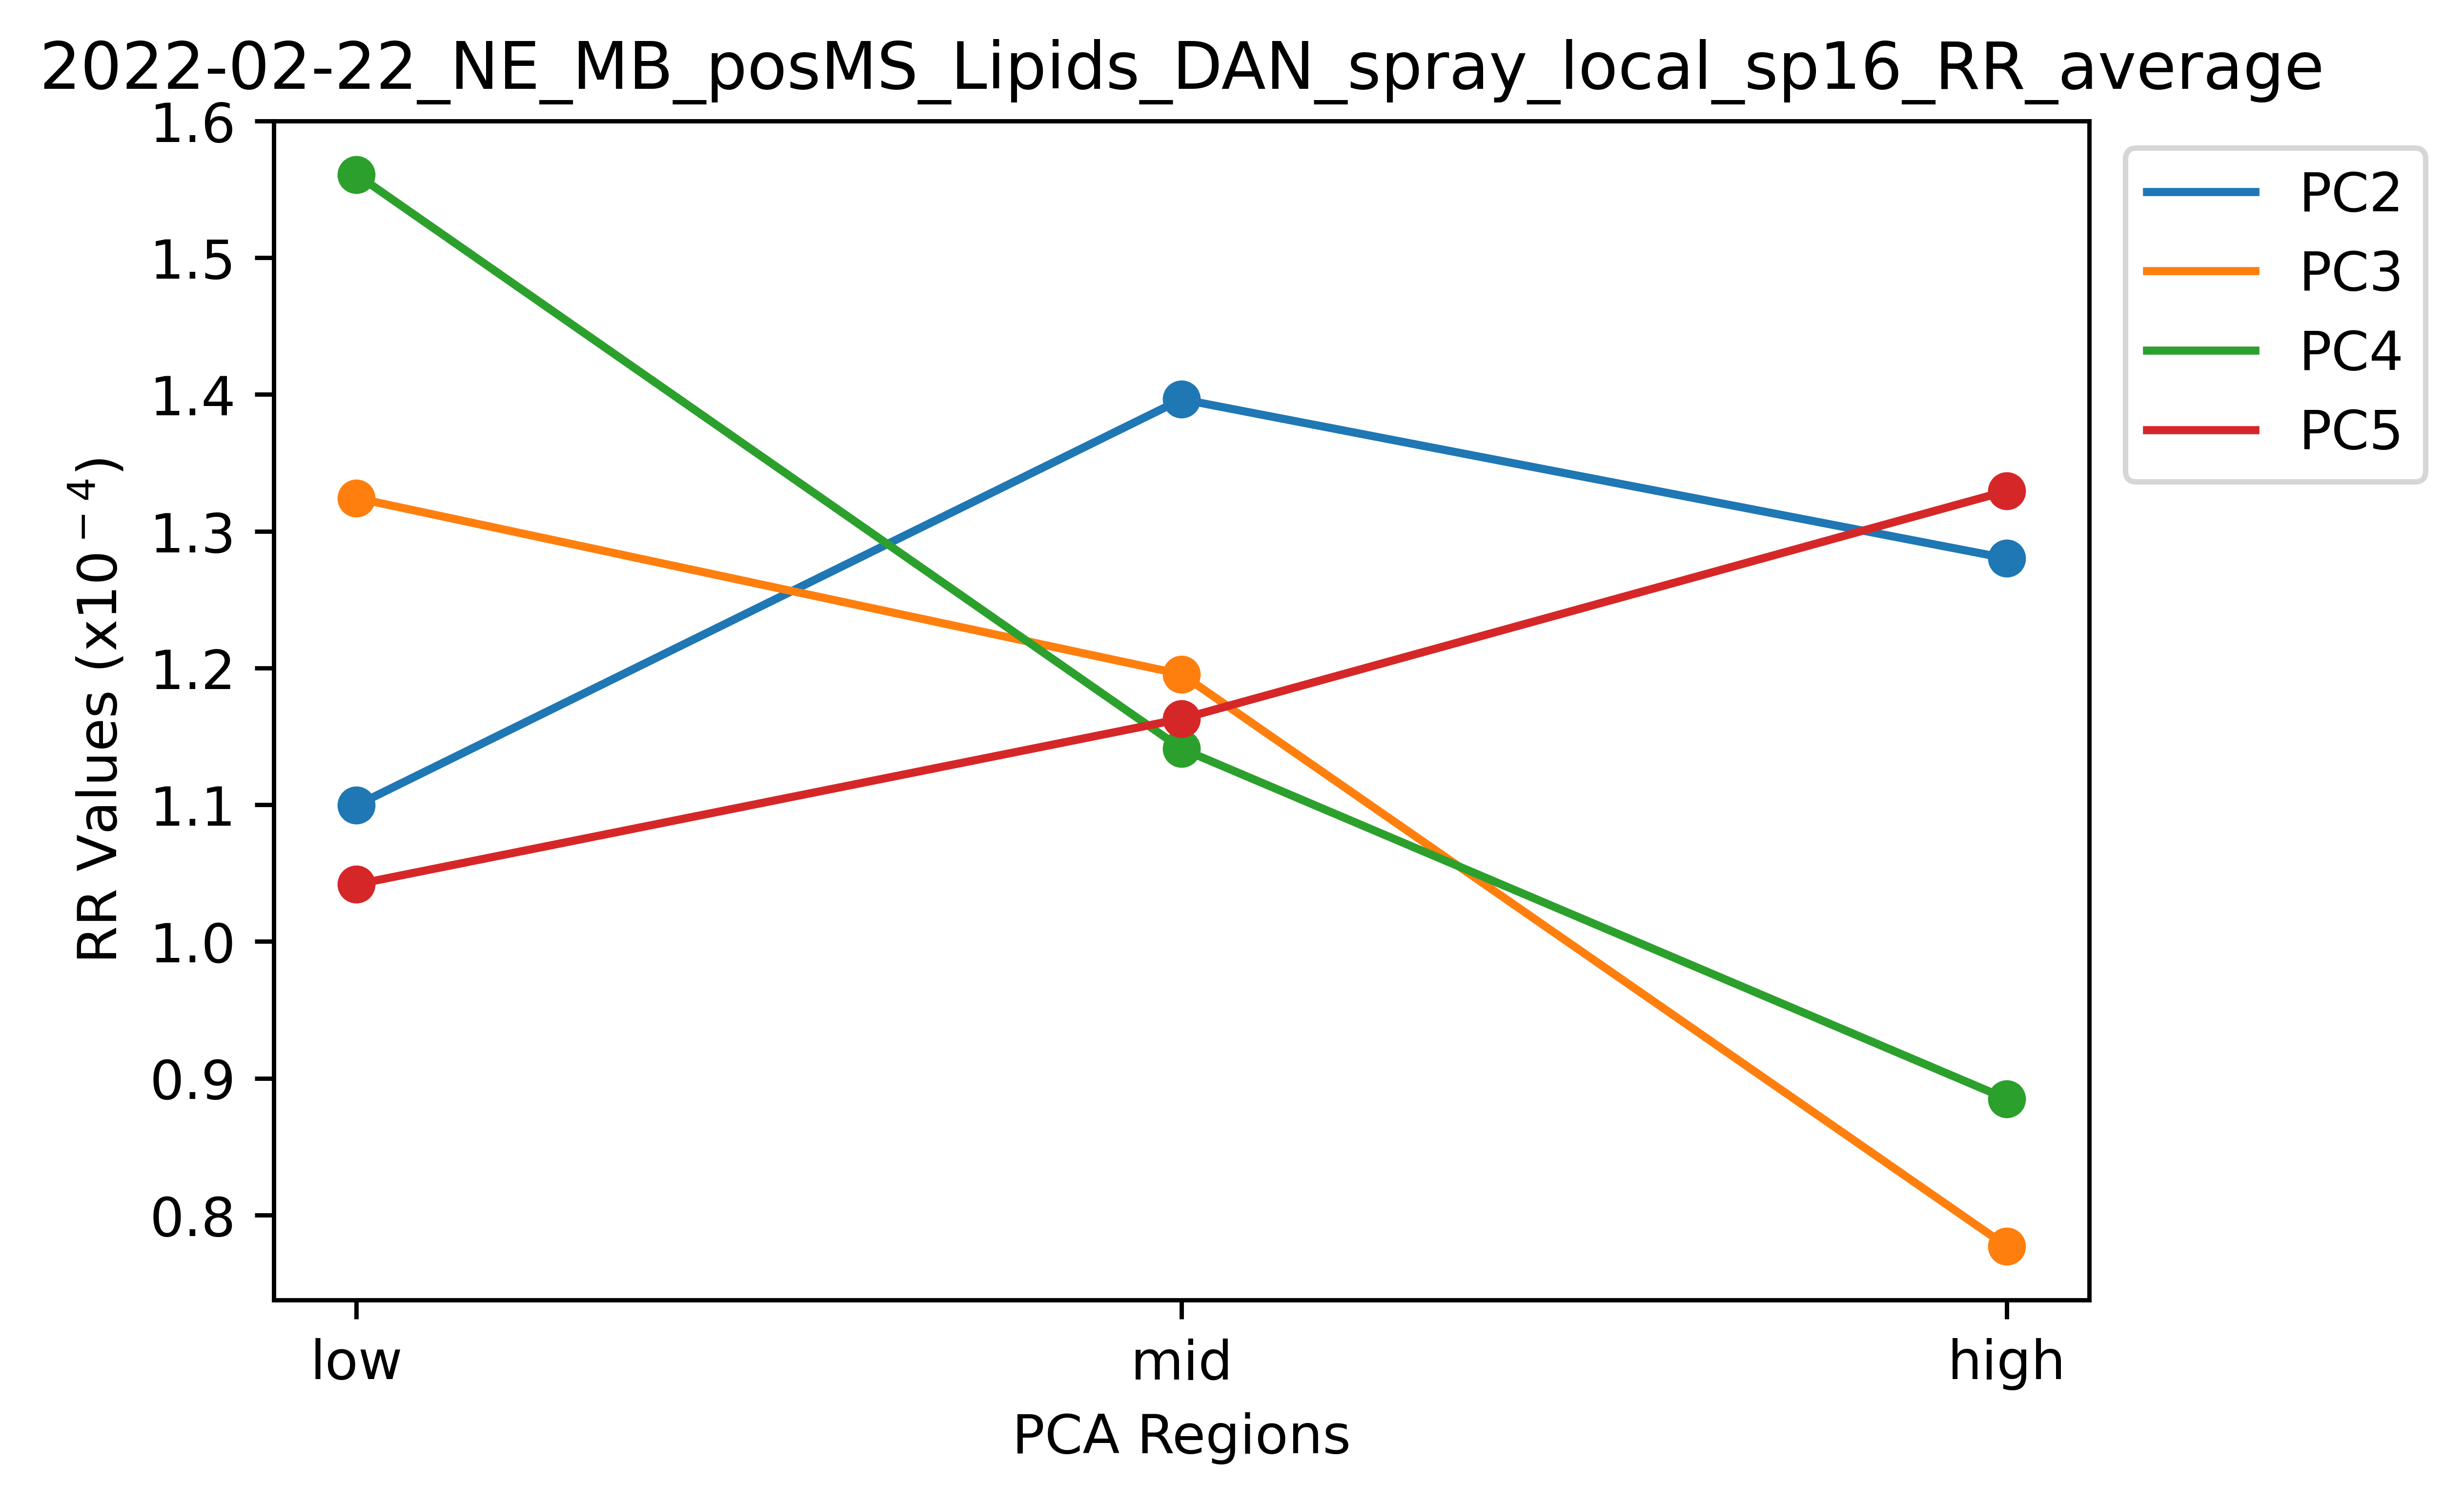 2022-02-22_NE_MB_posMS_Lipids_DAN_spray_local_sp16_RR_average
RR Values (x10⁻⁴)
1.6
1.5
1.4
1.3
1.2
1.1
1.0
0.9
0.8
low
mid
high
PCA Regions
PC2
PC3
PC4
PC5